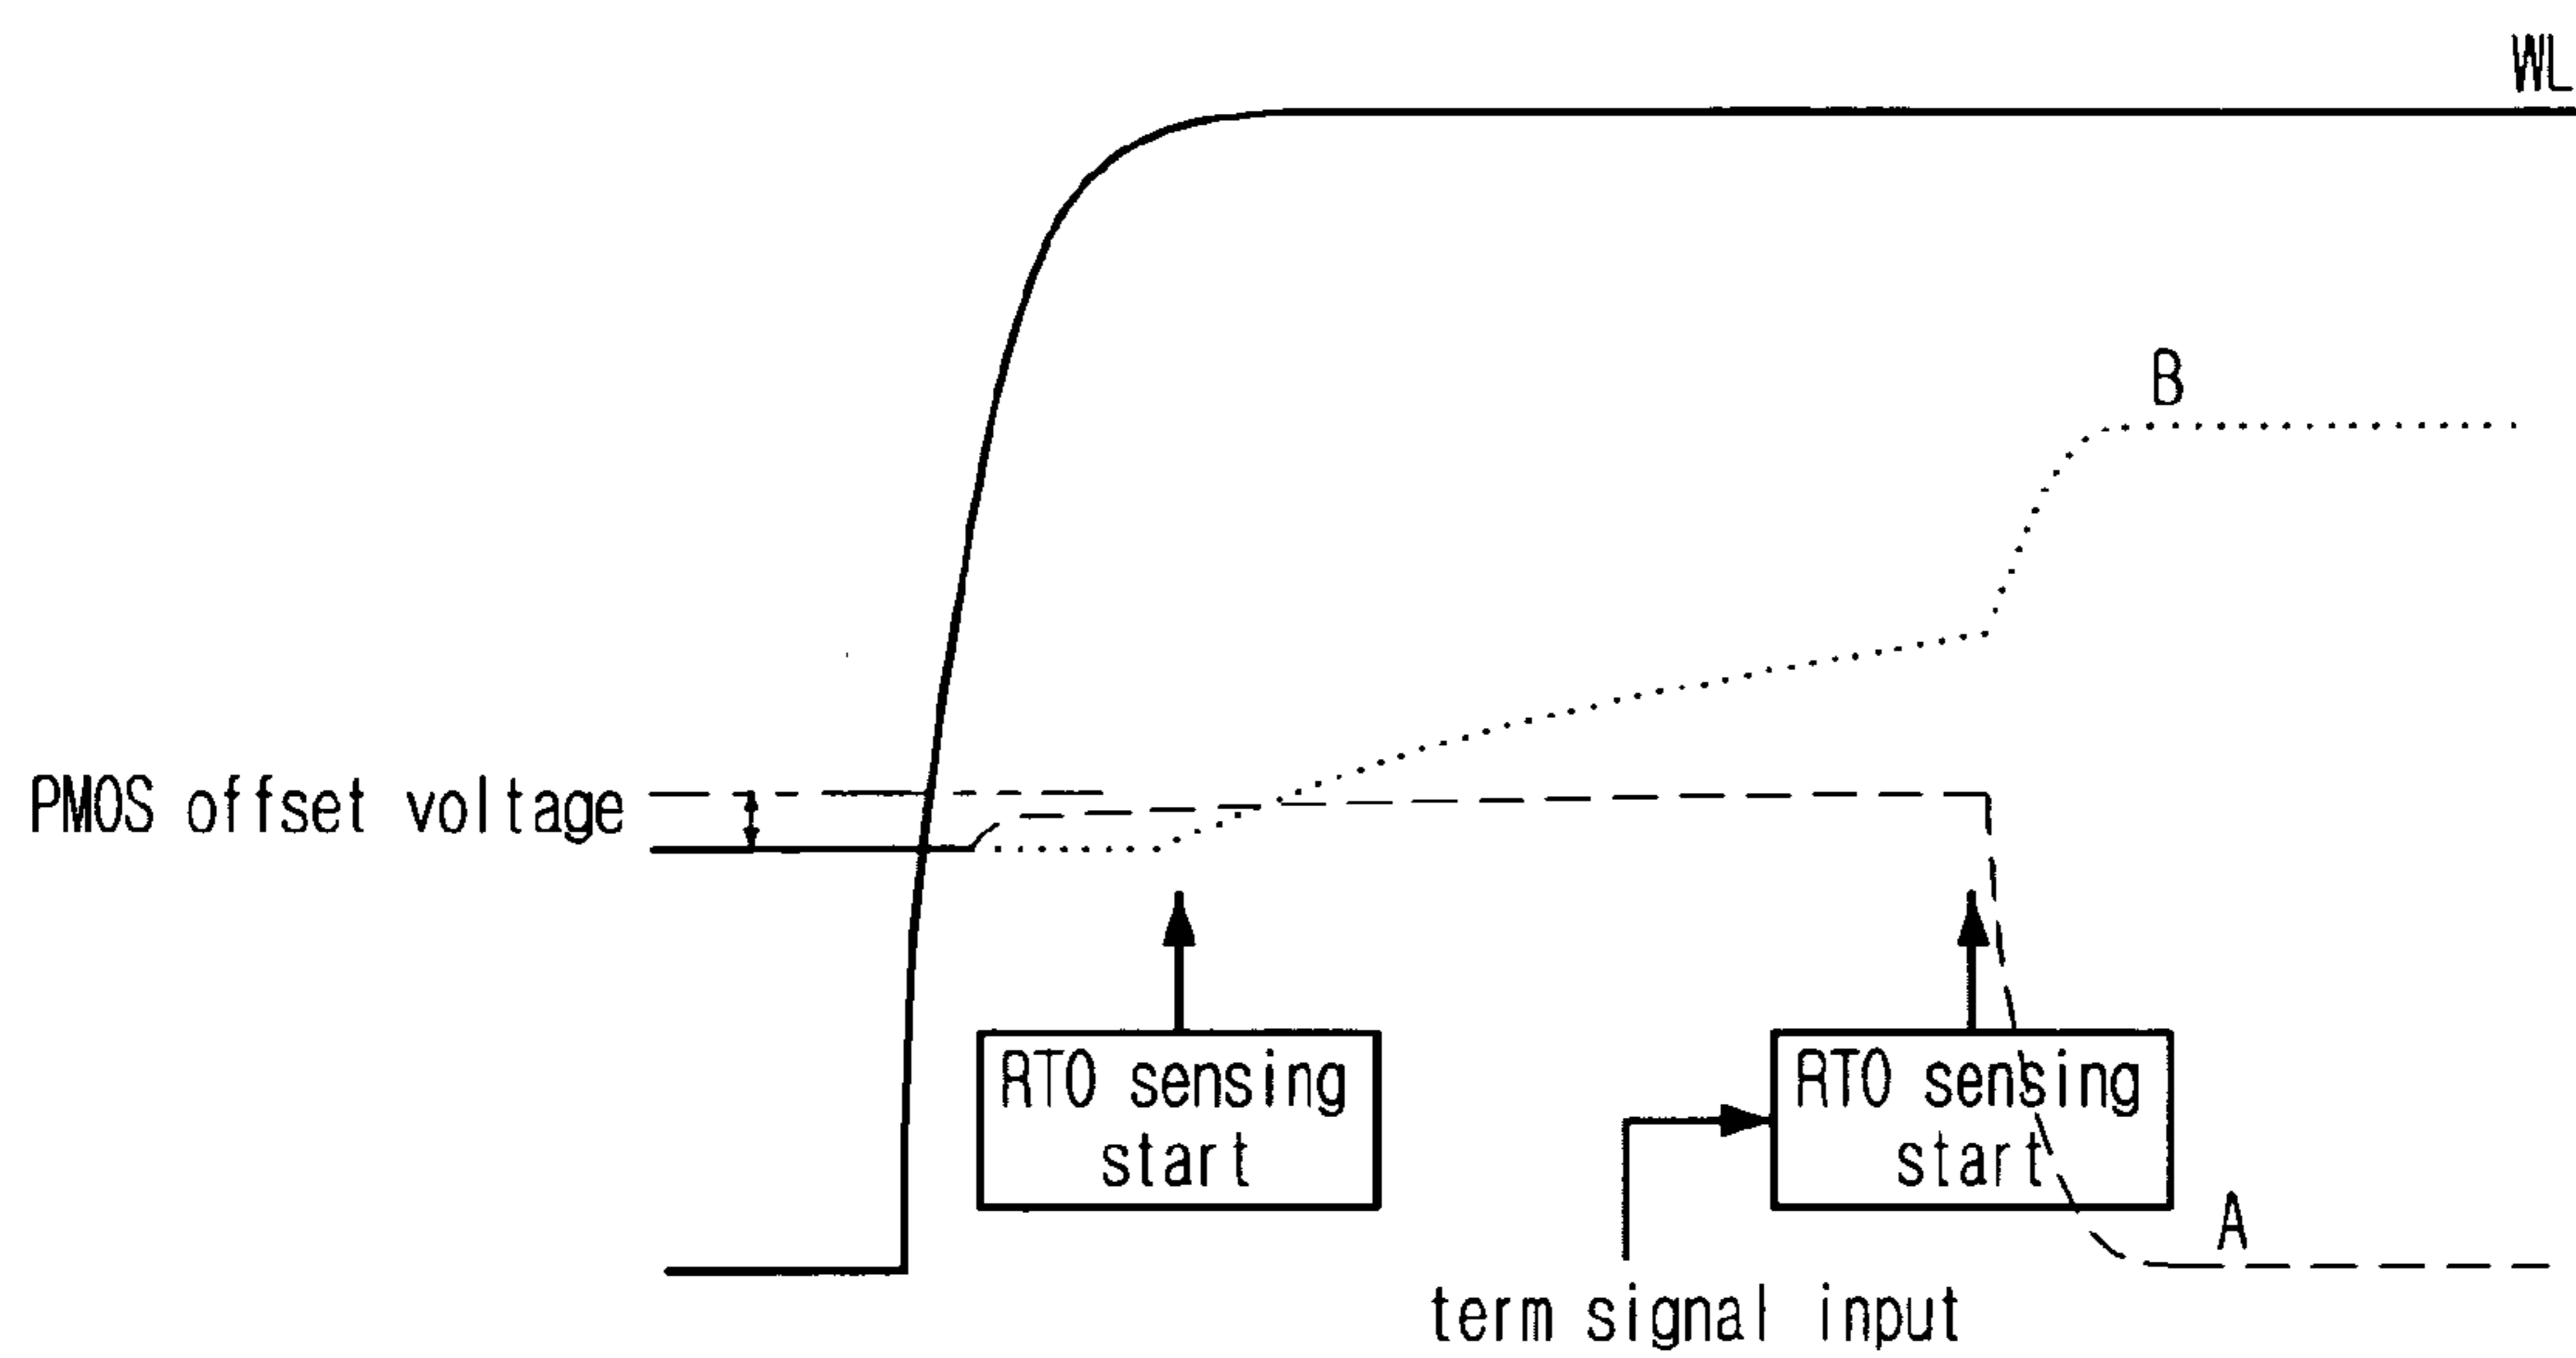 WL
B
PMOS offset voltage
RTO sensing
start
RTO sensing
start
A
term signal input